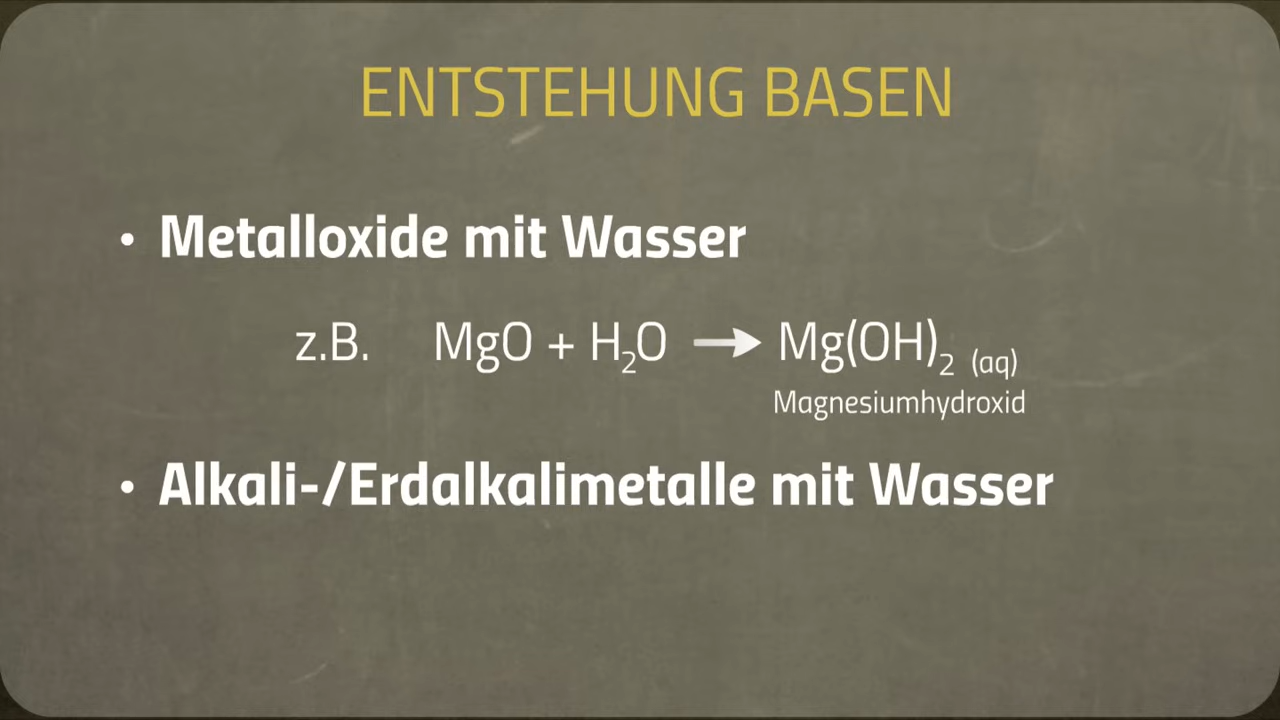 ENTSTEHUNG BASEN
• Metalloxide mit Wasser
z.B. MgO + H₂O → Mg(OH)₂ (aq)
Magnesiumhydroxid
• Alkali-/Erdalkalimetalle mit Wasser